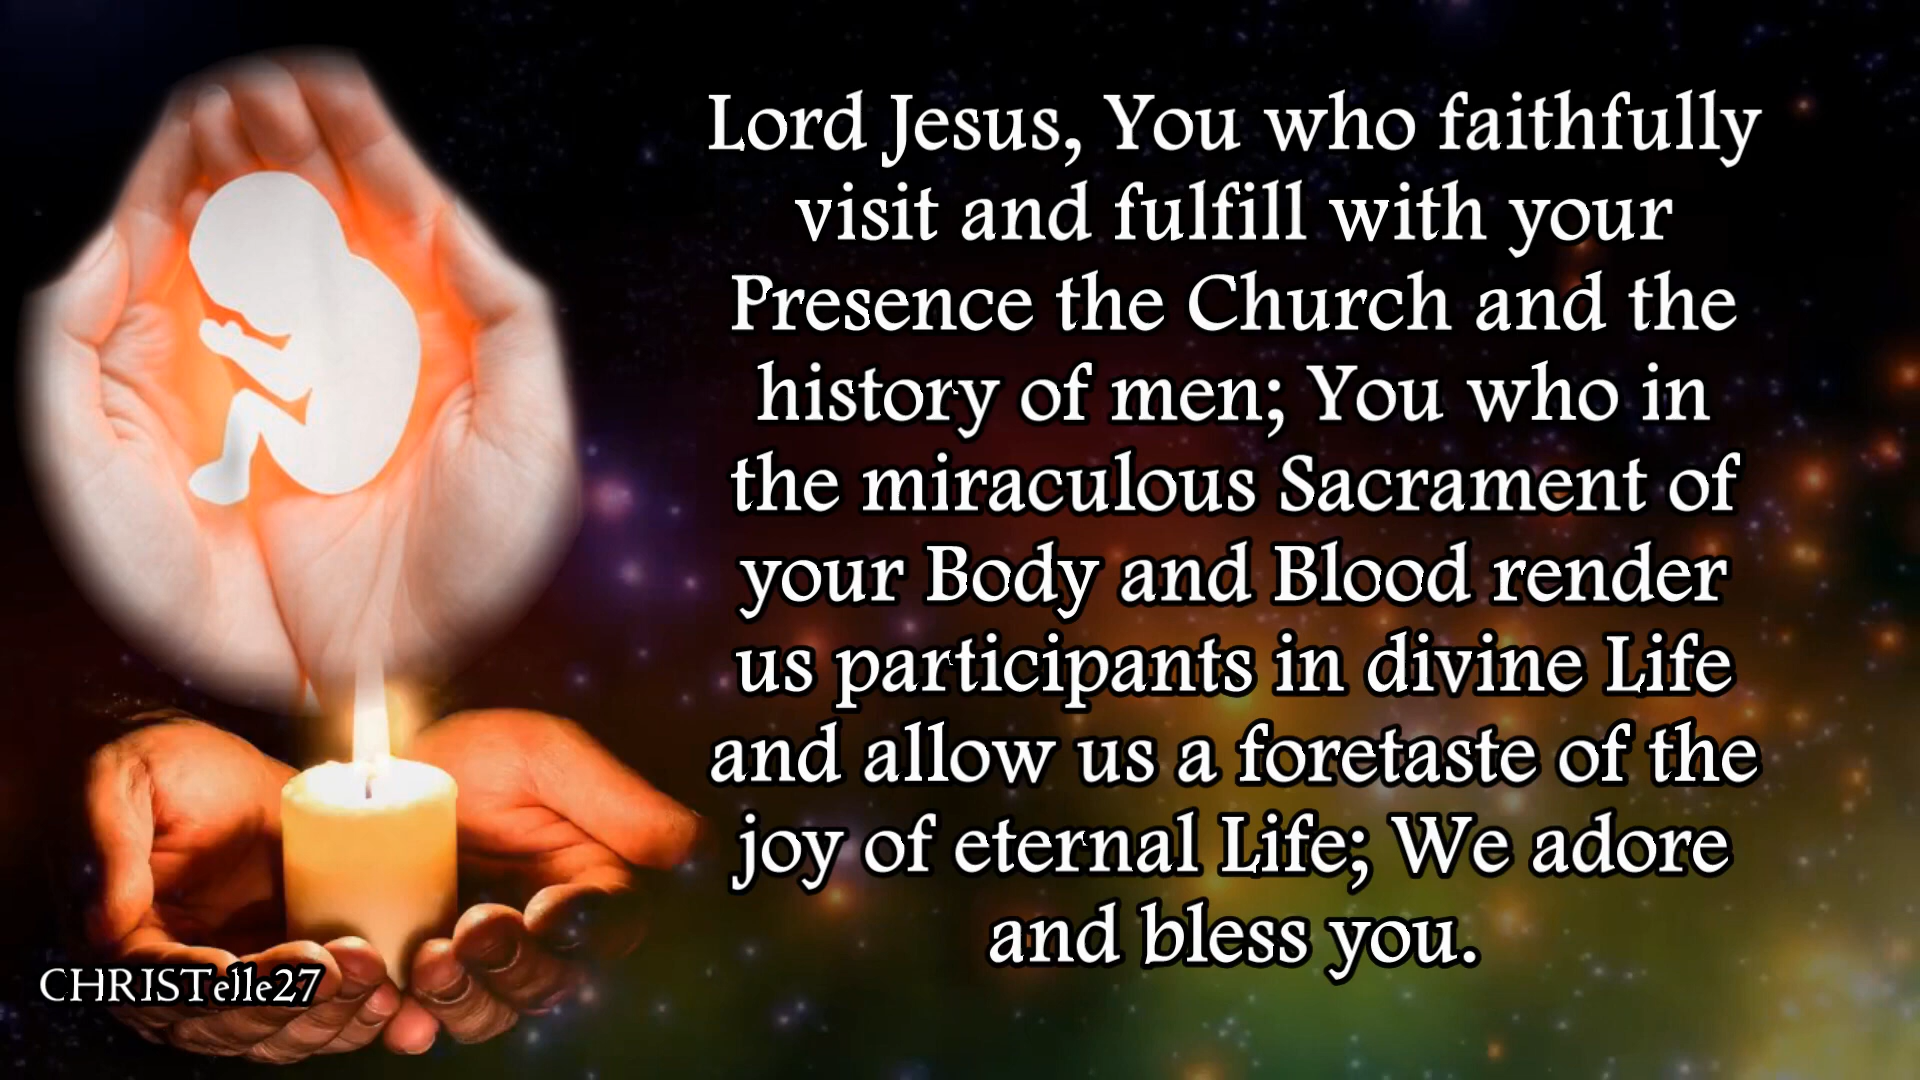 Lord Jesus, You who faithfully
visit and fulfill with your
Presence the Church and the
history of men; You who in
the miraculous Sacrament of
your Body and Blood render
us participants in divine Life
and allow us a foretaste of the
joy of eternal Life; We adore
and bless you.
CHRISTelle27